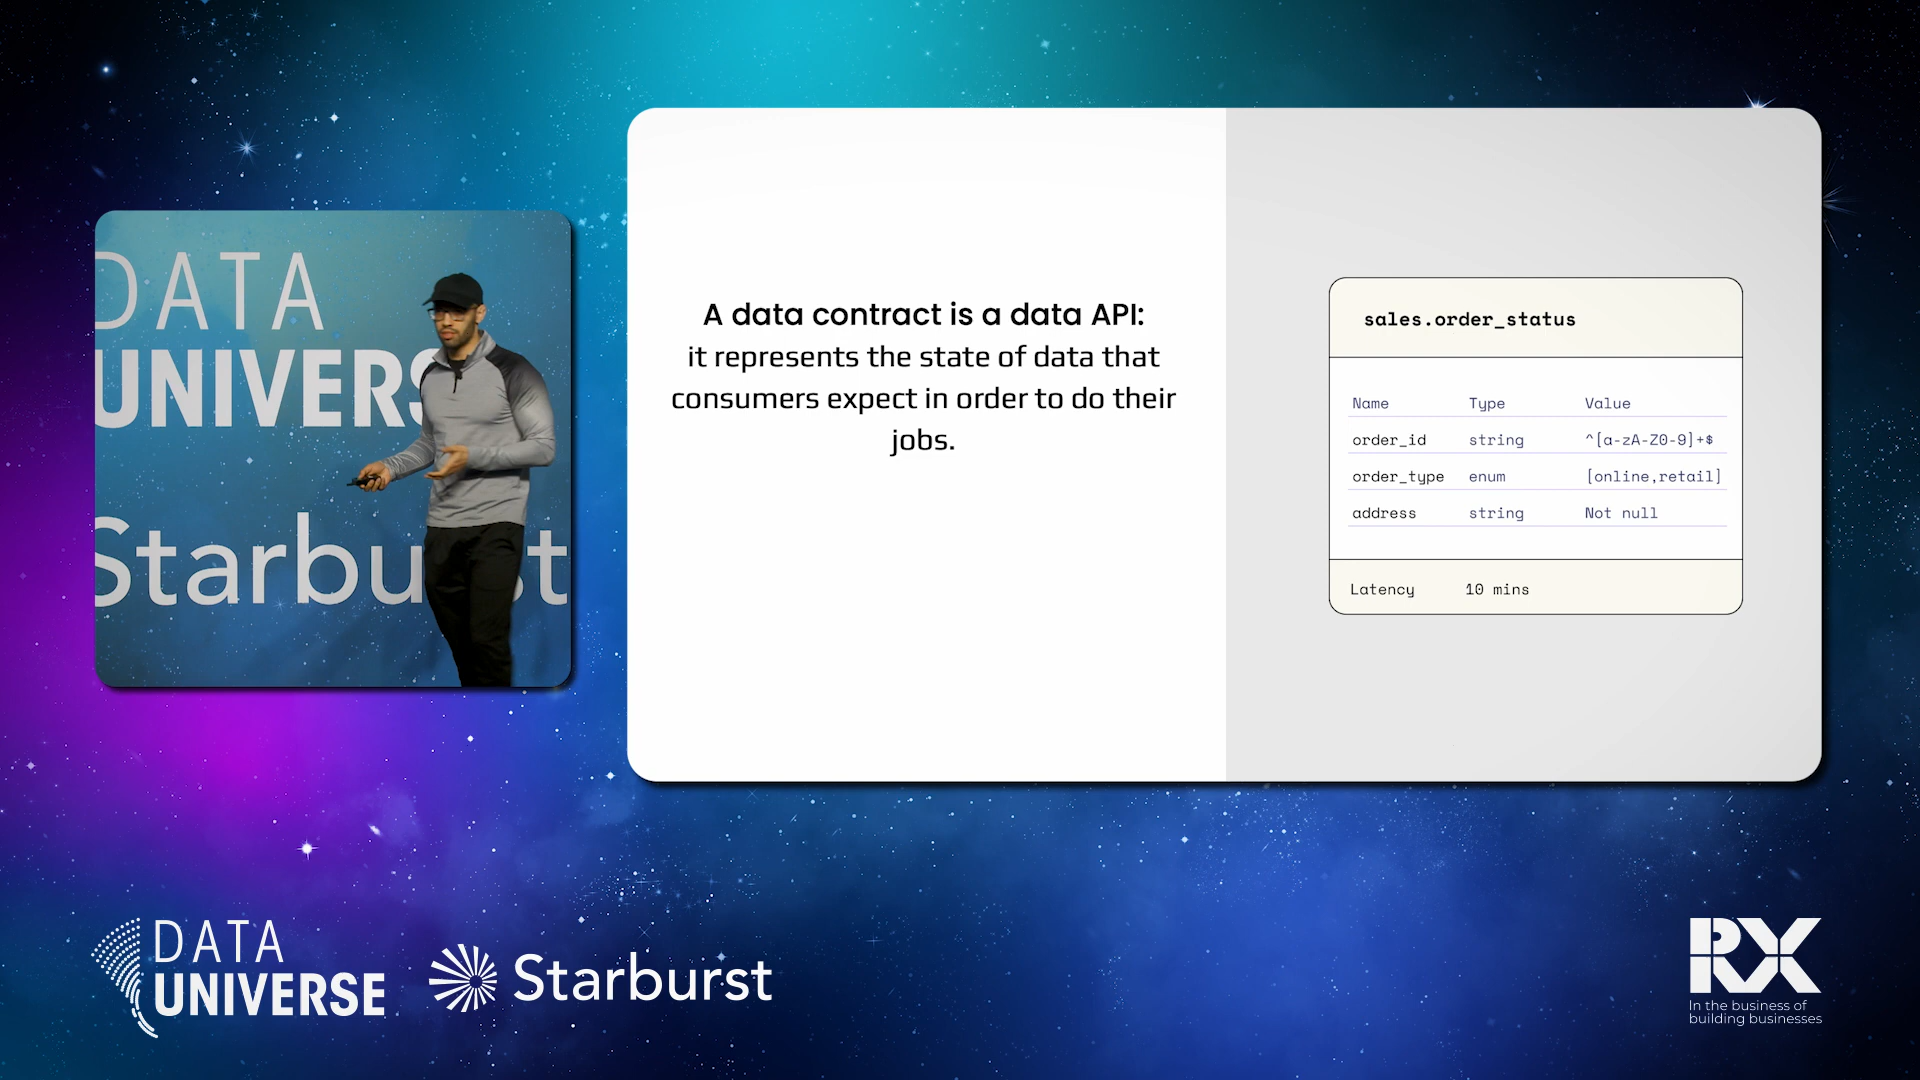 DATA
UNIVERS
Starbu t
A data contract is a data API:
it represents the state of data that
consumers expect in order to do their
jobs.
sales.order_status
Name Type Value
order_id string ^[a-zA-Z0-9]+$
order_type enum [online,retail]
address string Not null
Latency 10 mins
DATA
UNIVERSE
Starburst
RX
In the business of
building businesses